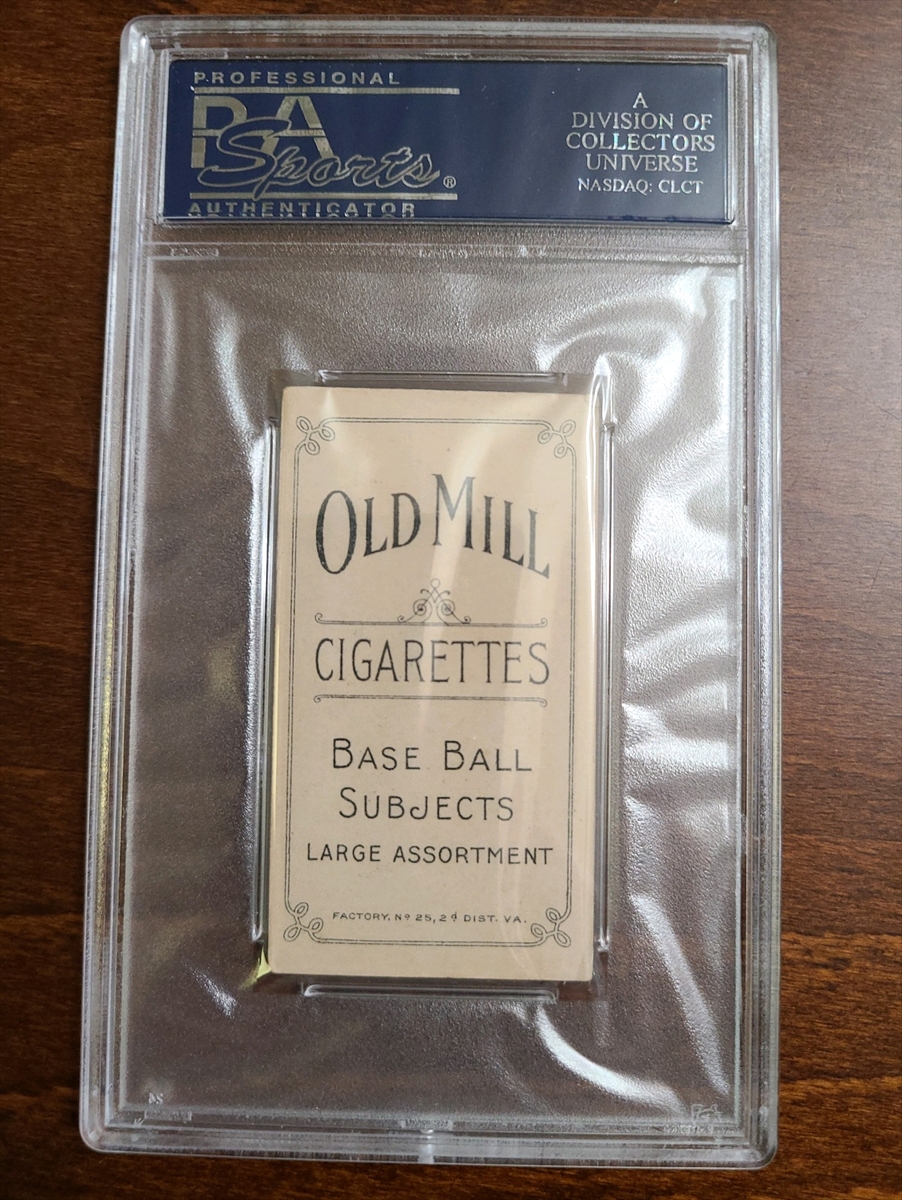 PROFESSIONAL
PSA
Sports®
AUTHENTICATOR
A
DIVISION OF
COLLECTORS
UNIVERSE
NASDAQ: CLCT
OLD MILL
CIGARETTES
BASE BALL
SUBJECTS
LARGE ASSORTMENT
FACTORY. Nº 25, 2d DIST. VA.